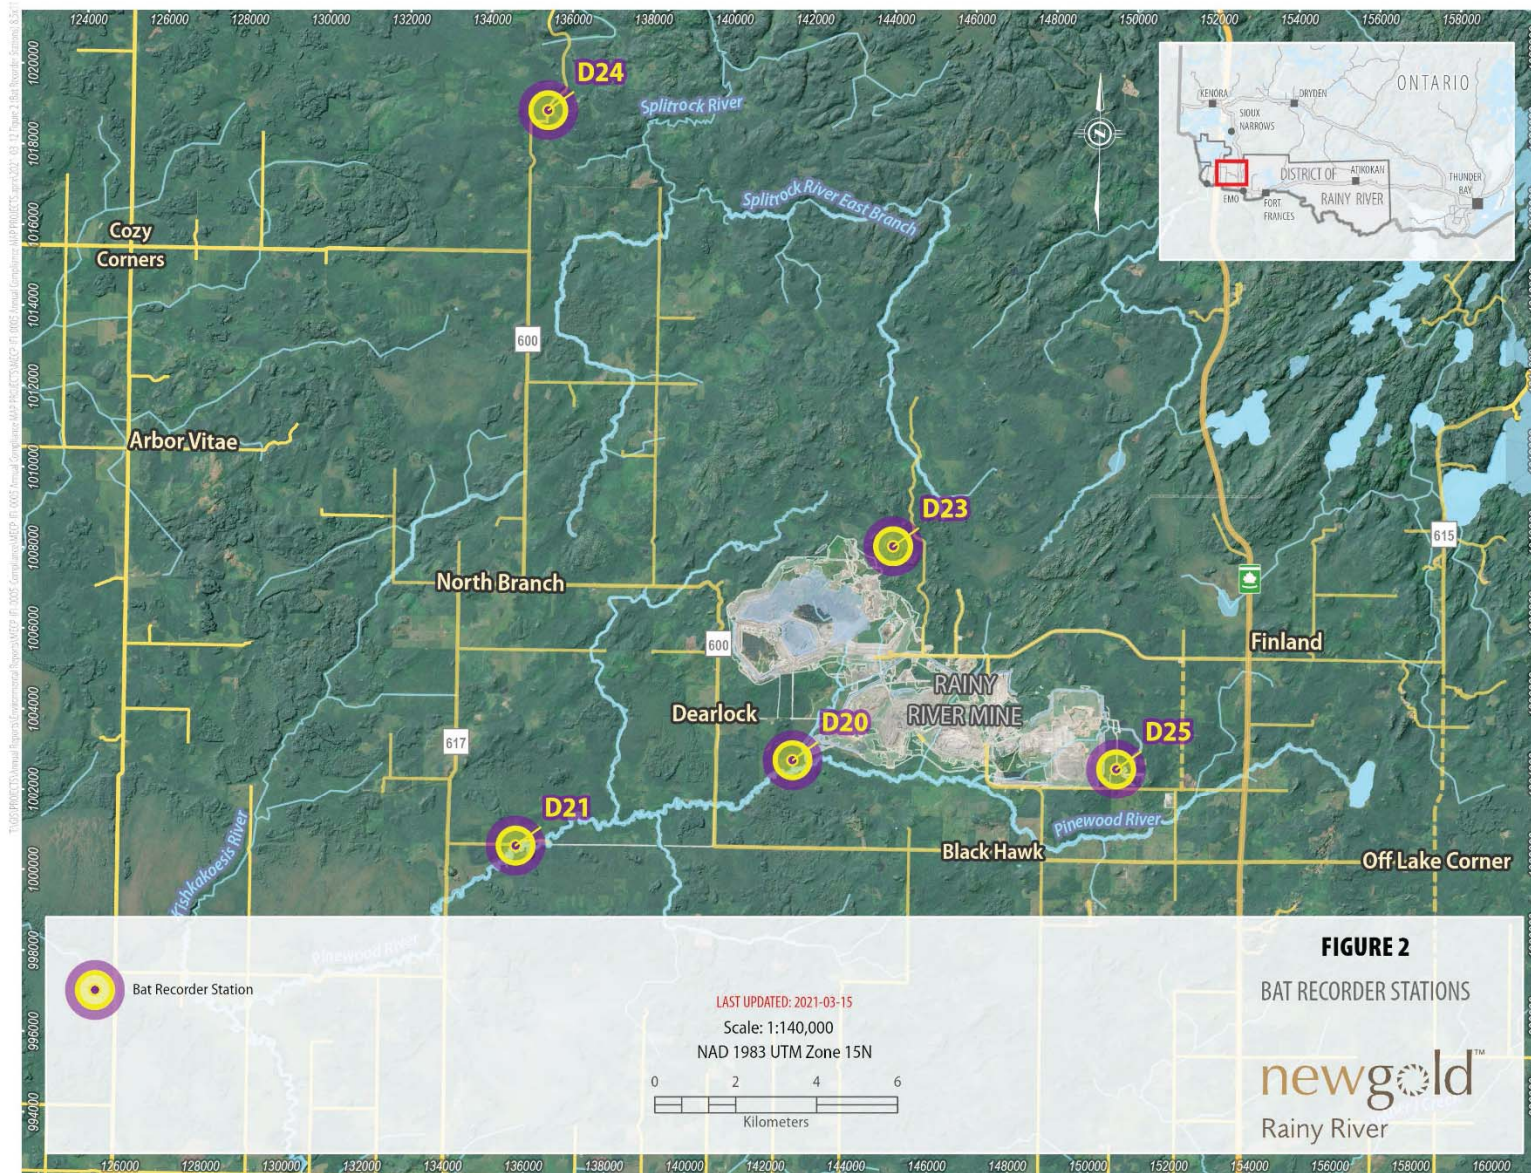 124000 126000 128000 130000 132000 134000 136000 138000 140000 142000 144000 146000 148000 150000 152000 154000 156000 158000
1020000
1018000
1016000
1014000
1012000
1010000
1008000
1006000
1004000
1002000
1000000
998000
996000
994000
D24
Splitrock River
Splitrock River East Branch
ONTARIO
KENORA
DRYDEN
SIOUX
NARROWS
DISTRICT OF
RAINY RIVER
ATIKOKAN
THUNDER
BAY
EMO
FORT
FRANCES
Cozy
Corners
600
Arbor Vitae
D23
615
North Branch
600
Finland
RAINY
RIVER MINE
Dearlock
D20
D25
617
D21
Pinewood River
Black Hawk
Off Lake Corner
Kishkakoesis River
Pinewood River
Bat Recorder Station
LAST UPDATED: 2021-03-15
Scale: 1:140,000
NAD 1983 UTM Zone 15N
0 2 4 6
Kilometers
FIGURE 2
BAT RECORDER STATIONS
newgold™
Rainy River
126000 128000 130000 132000 134000 136000 138000 140000 142000 144000 146000 148000 150000 152000 154000 156000 158000 160000